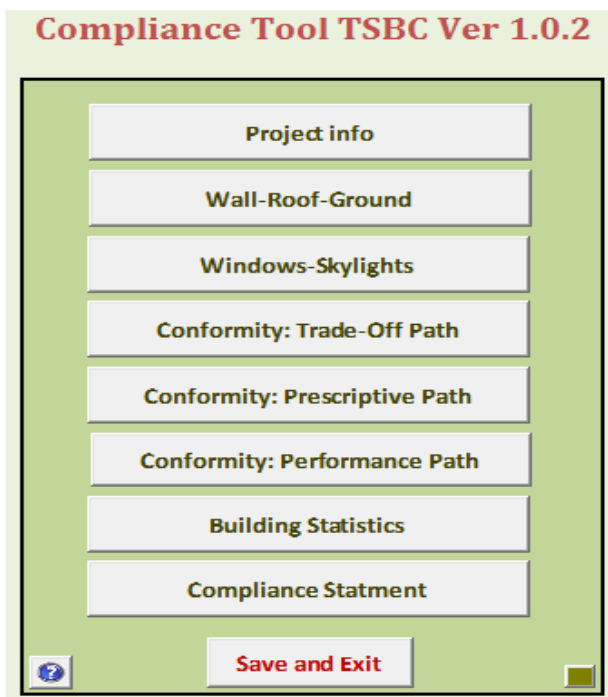 Compliance Tool TSBC Ver 1.0.2
Project info
Wall-Roof-Ground
Windows-Skylights
Conformity: Trade-Off Path
Conformity: Prescriptive Path
Conformity: Performance Path
Building Statistics
Compliance Statment
Save and Exit
?